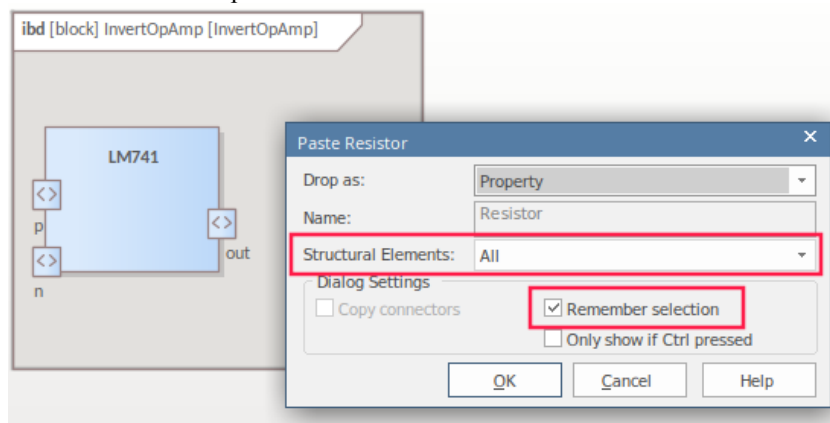 ibd [block] InvertOpAmp [InvertOpAmp]
LM741
<>
p
<>
out
<>
n
Paste Resistor
Drop as: Property
Name: Resistor
Structural Elements: All
Dialog Settings
Copy connectors Remember selection
Only show if Ctrl pressed
OK Cancel Help